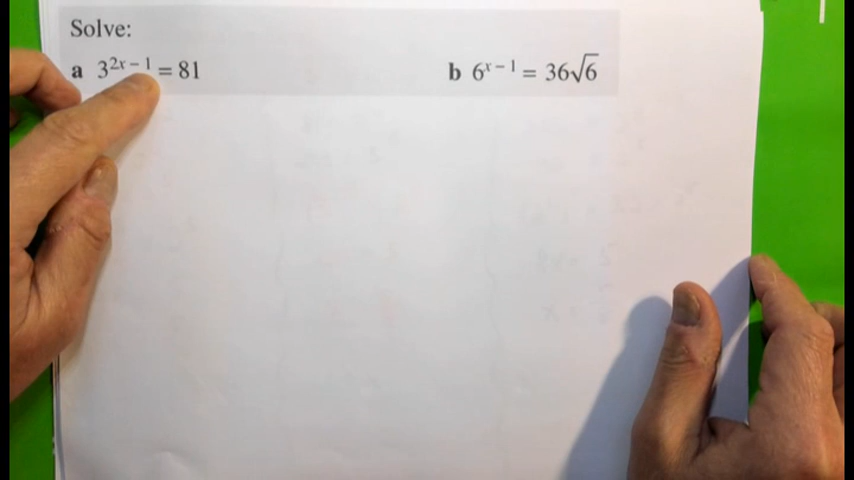 Solve:
a 3^{2x – 1} = 81
b 6^{x – 1} = 36√6